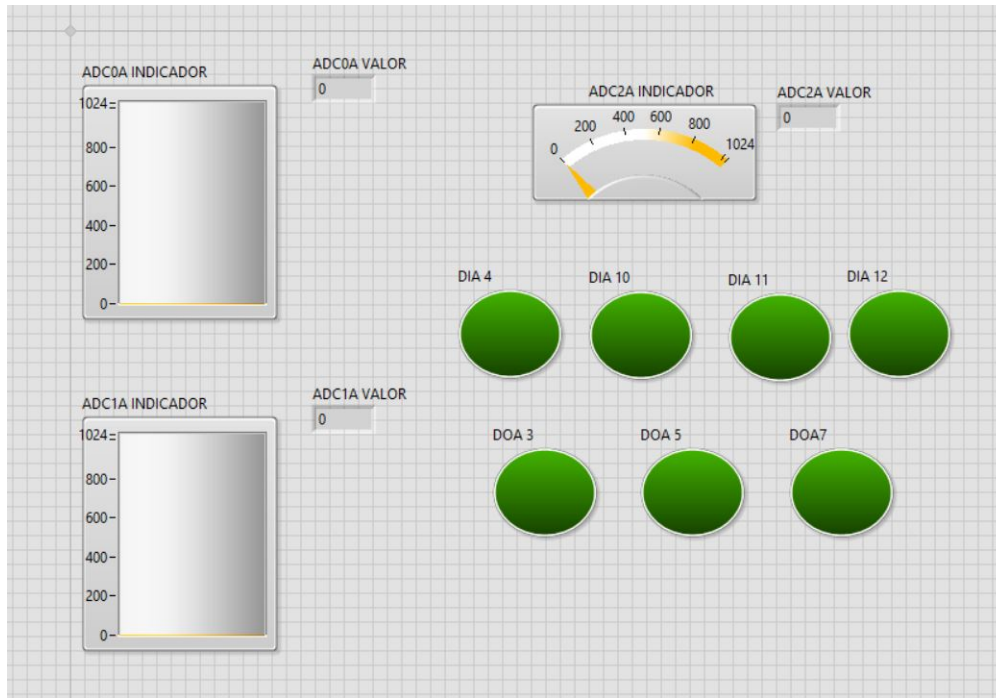 ADC0A INDICADOR
1024
800
600
400
200
0
ADC0A VALOR
0
ADC2A INDICADOR
0
200
400
600
800
1024
ADC2A VALOR
0
DIA 4
DIA 10
DIA 11
DIA 12
ADC1A INDICADOR
1024
800
600
400
200
0
ADC1A VALOR
0
DOA 3
DOA 5
DOA7